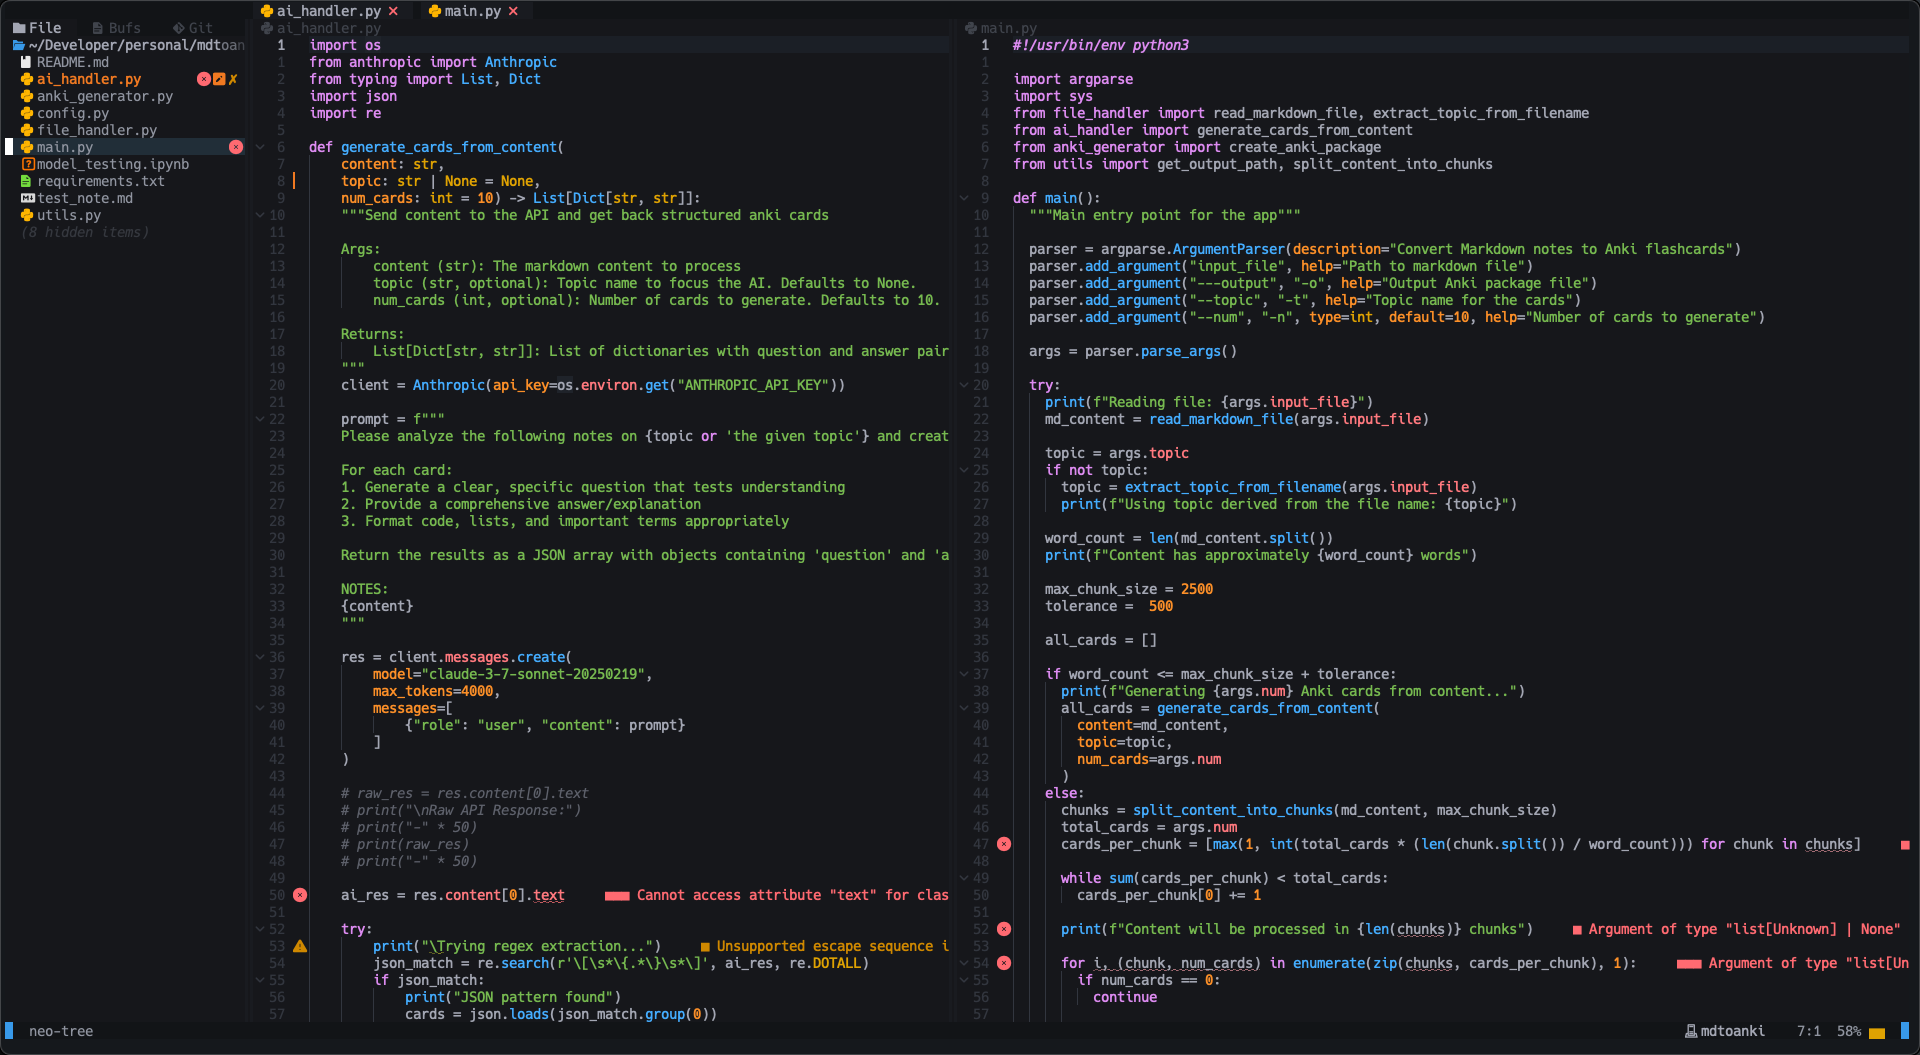 ai_handler.py × main.py ×
File Bufs Git
~/Developer/personal/mdtoan
README.md
ai_handler.py
anki_generator.py
config.py
file_handler.py
main.py
model_testing.ipynb
requirements.txt
test_note.md
utils.py
(8 hidden items)
ai_handler.py
1 import os
1 from anthropic import Anthropic
2 from typing import List, Dict
3 import json
4 import re
5
6 def generate_cards_from_content(
7 content: str,
8 topic: str | None = None,
9 num_cards: int = 10) -> List[Dict[str, str]]:
10 """Send content to the API and get back structured anki cards
11
12 Args:
13 content (str): The markdown content to process
14 topic (str, optional): Topic name to focus the AI. Defaults to None.
15 num_cards (int, optional): Number of cards to generate. Defaults to 10.
16
17 Returns:
18 List[Dict[str, str]]: List of dictionaries with question and answer pair
19 """
20 client = Anthropic(api_key=os.environ.get("ANTHROPIC_API_KEY"))
21
22 prompt = f"""
23 Please analyze the following notes on {topic or 'the given topic'} and creat
24
25 For each card:
26 1. Generate a clear, specific question that tests understanding
27 2. Provide a comprehensive answer/explanation
28 3. Format code, lists, and important terms appropriately
29
30 Return the results as a JSON array with objects containing 'question' and 'a
31
32 NOTES:
33 {content}
34 """
35
36 res = client.messages.create(
37 model="claude-3-7-sonnet-20250219",
38 max_tokens=4000,
39 messages=[
40 {"role": "user", "content": prompt}
41 ]
42 )
43
44 # raw_res = res.content[0].text
45 # print("\nRaw API Response:")
46 # print("-" * 50)
47 # print(raw_res)
48 # print("-" * 50)
49
50 ai_res = res.content[0].text Cannot access attribute "text" for clas
51
52 try:
53 print("\Trying regex extraction...") Unsupported escape sequence i
54 json_match = re.search(r'\[\s*\{.*\}\s*\]', ai_res, re.DOTALL)
55 if json_match:
56 print("JSON pattern found")
57 cards = json.loads(json_match.group(0))
main.py
1 #!/usr/bin/env python3
1
2 import argparse
3 import sys
4 from file_handler import read_markdown_file, extract_topic_from_filename
5 from ai_handler import generate_cards_from_content
6 from anki_generator import create_anki_package
7 from utils import get_output_path, split_content_into_chunks
8
9 def main():
10 """Main entry point for the app"""
11
12 parser = argparse.ArgumentParser(description="Convert Markdown notes to Anki flashcards")
13 parser.add_argument("input_file", help="Path to markdown file")
14 parser.add_argument("---output", "-o", help="Output Anki package file")
15 parser.add_argument("--topic", "-t", help="Topic name for the cards")
16 parser.add_argument("--num", "-n", type=int, default=10, help="Number of cards to generate")
17
18 args = parser.parse_args()
19
20 try:
21 print(f"Reading file: {args.input_file}")
22 md_content = read_markdown_file(args.input_file)
23
24 topic = args.topic
25 if not topic:
26 topic = extract_topic_from_filename(args.input_file)
27 print(f"Using topic derived from the file name: {topic}")
28
29 word_count = len(md_content.split())
30 print(f"Content has approximately {word_count} words")
31
32 max_chunk_size = 2500
33 tolerance =  500
34
35 all_cards = []
36
37 if word_count <= max_chunk_size + tolerance:
38 print(f"Generating {args.num} Anki cards from content...")
39 all_cards = generate_cards_from_content(
40 content=md_content,
41 topic=topic,
42 num_cards=args.num
43 )
44 else:
45 chunks = split_content_into_chunks(md_content, max_chunk_size)
46 total_cards = args.num
47 cards_per_chunk = [max(1, int(total_cards * (len(chunk.split()) / word_count))) for chunk in chunks]
48
49 while sum(cards_per_chunk) < total_cards:
50 cards_per_chunk[0] += 1
51
52 print(f"Content will be processed in {len(chunks)} chunks") Argument of type "list[Unknown] | None"
53
54 for i, (chunk, num_cards) in enumerate(zip(chunks, cards_per_chunk), 1): Argument of type "list[Un
55 if num_cards == 0:
56 continue
57
neo-tree mdtoanki 7:1 58%